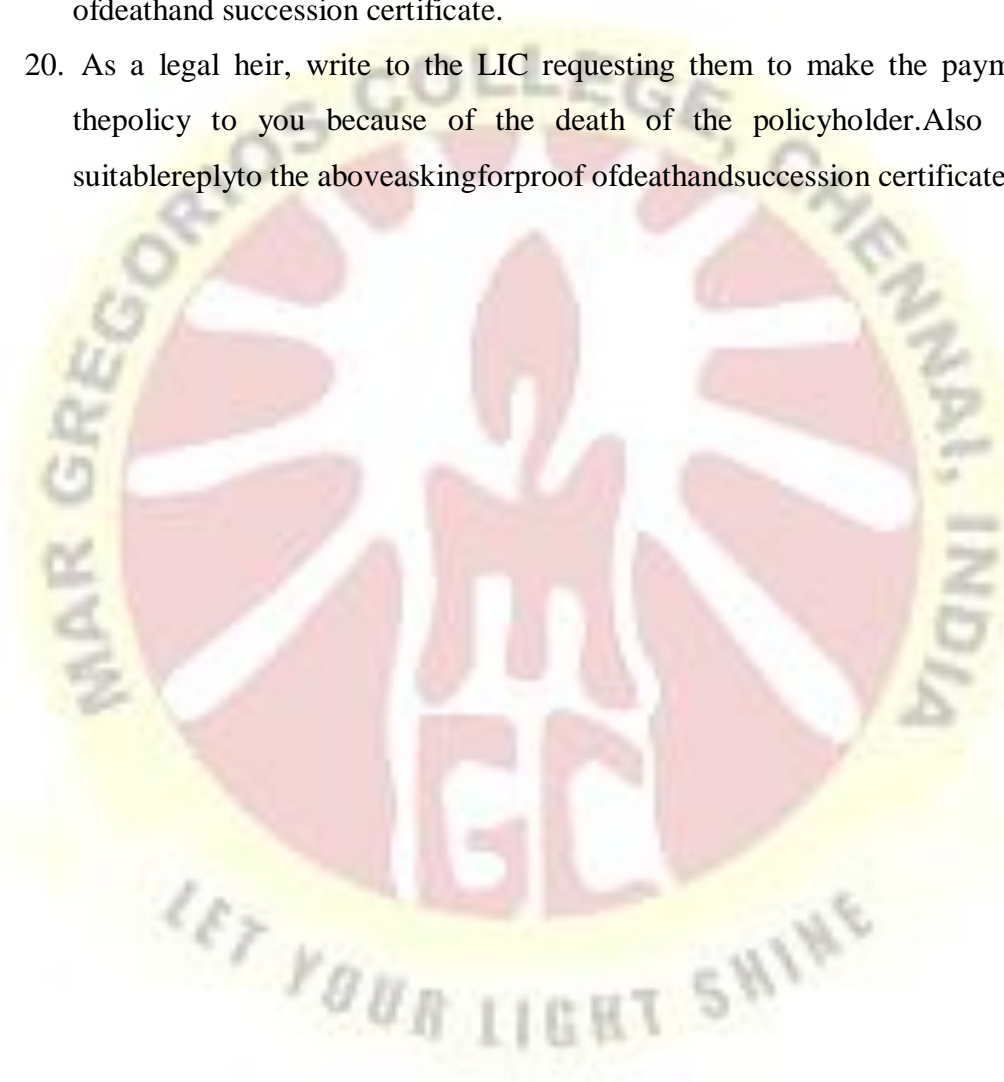 ofdeathand succession certificate.
20. As a legal heir, write to the LIC requesting them to make the paym
thepolicy to you because of the death of the policyholder.Also
suitablereplyto the aboveaskingforproof ofdeathandsuccession certificate
MAR GREGORIOS COLLEGE, CHENNAI, INDIA
MGC
LET YOUR LIGHT SHINE